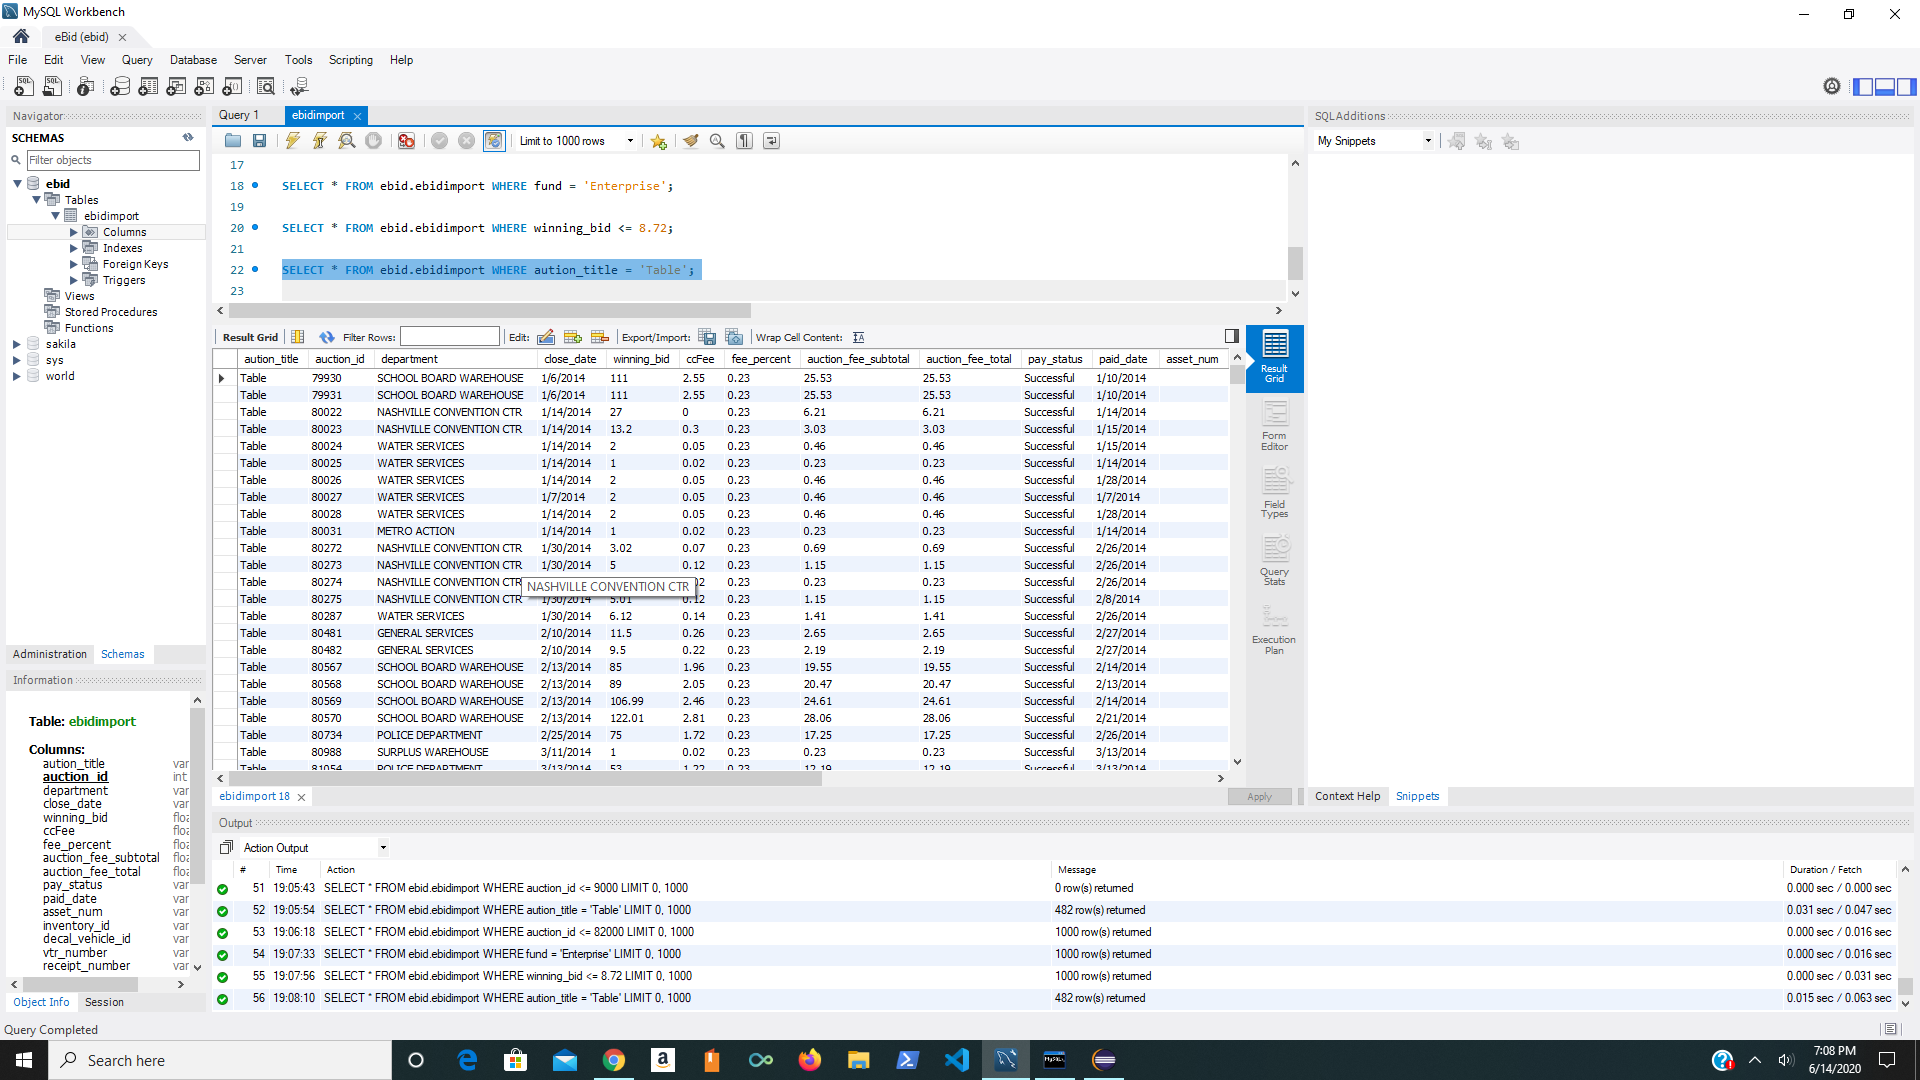 MySQL Workbench
eBid (ebid)
File Edit View Query Database Server Tools Scripting Help
Navigator
SCHEMAS
Filter objects
ebid
Tables
ebidimport
Columns
Indexes
Foreign Keys
Triggers
Views
Stored Procedures
Functions
sakila
sys
world
Administration Schemas
Information
Table: ebidimport
Columns:
aution_title var
auction_id int
department var
close_date var
winning_bid floa
ccFee floa
fee_percent floa
auction_fee_subtotal floa
auction_fee_total floa
pay_status var
paid_date var
asset_num var
inventory_id var
decal_vehicle_id var
vtr_number var
receipt_number var
Object Info Session
Query Completed
Query 1 ebidimport
Limit to 1000 rows
17
18 SELECT * FROM ebid.ebidimport WHERE fund = 'Enterprise';
19
20 SELECT * FROM ebid.ebidimport WHERE winning_bid <= 8.72;
21
22 SELECT * FROM ebid.ebidimport WHERE aution_title = 'Table';
23
Result Grid Filter Rows: Edit: Export/Import: Wrap Cell Content:
aution_title auction_id department close_date winning_bid ccFee fee_percent auction_fee_subtotal auction_fee_total pay_status paid_date asset_num
Table 79930 SCHOOL BOARD WAREHOUSE 1/6/2014 111 2.55 0.23 25.53 25.53 Successful 1/10/2014
Table 79931 SCHOOL BOARD WAREHOUSE 1/6/2014 111 2.55 0.23 25.53 25.53 Successful 1/10/2014
Table 80022 NASHVILLE CONVENTION CTR 1/14/2014 27 0 0.23 6.21 6.21 Successful 1/14/2014
Table 80023 NASHVILLE CONVENTION CTR 1/14/2014 13.2 0.3 0.23 3.03 3.03 Successful 1/15/2014
Table 80024 WATER SERVICES 1/14/2014 2 0.05 0.23 0.46 0.46 Successful 1/15/2014
Table 80025 WATER SERVICES 1/14/2014 1 0.02 0.23 0.23 0.23 Successful 1/14/2014
Table 80026 WATER SERVICES 1/14/2014 2 0.05 0.23 0.46 0.46 Successful 1/28/2014
Table 80027 WATER SERVICES 1/7/2014 2 0.05 0.23 0.46 0.46 Successful 1/7/2014
Table 80028 WATER SERVICES 1/14/2014 2 0.05 0.23 0.46 0.46 Successful 1/28/2014
Table 80031 METRO ACTION 1/14/2014 1 0.02 0.23 0.23 0.23 Successful 1/14/2014
Table 80272 NASHVILLE CONVENTION CTR 1/30/2014 3.02 0.07 0.23 0.69 0.69 Successful 2/26/2014
Table 80273 NASHVILLE CONVENTION CTR 1/30/2014 5 0.12 0.23 1.15 1.15 Successful 2/26/2014
Table 80274 NASHVILLE CONVENTION CTR 0.23 0.23 0.23 Successful 2/26/2014
NASHVILLE CONVENTION CTR
Table 80275 NASHVILLE CONVENTION CTR 1/30/2014 5.01 0.12 0.23 1.15 1.15 Successful 2/8/2014
Table 80287 WATER SERVICES 1/30/2014 6.12 0.14 0.23 1.41 1.41 Successful 2/26/2014
Table 80481 GENERAL SERVICES 2/10/2014 11.5 0.26 0.23 2.65 2.65 Successful 2/27/2014
Table 80482 GENERAL SERVICES 2/10/2014 9.5 0.22 0.23 2.19 2.19 Successful 2/27/2014
Table 80567 SCHOOL BOARD WAREHOUSE 2/13/2014 85 1.96 0.23 19.55 19.55 Successful 2/14/2014
Table 80568 SCHOOL BOARD WAREHOUSE 2/13/2014 89 2.05 0.23 20.47 20.47 Successful 2/13/2014
Table 80569 SCHOOL BOARD WAREHOUSE 2/13/2014 106.99 2.46 0.23 24.61 24.61 Successful 2/14/2014
Table 80570 SCHOOL BOARD WAREHOUSE 2/13/2014 122.01 2.81 0.23 28.06 28.06 Successful 2/21/2014
Table 80734 POLICE DEPARTMENT 2/25/2014 75 1.72 0.23 17.25 17.25 Successful 2/26/2014
Table 80988 SURPLUS WAREHOUSE 3/11/2014 1 0.02 0.23 0.23 0.23 Successful 3/13/2014
Table 81054 POLICE DEPARTMENT 3/13/2014 53 1.22 0.23 12.19 12.19 Successful 3/13/2014
Result Grid
Form Editor
Field Types
Query Stats
Execution Plan
ebidimport 18
Apply
Output
Action Output
# Time Action Message Duration / Fetch
51 19:05:43 SELECT * FROM ebid.ebidimport WHERE auction_id <= 9000 LIMIT 0, 1000 0 row(s) returned 0.000 sec / 0.000 sec
52 19:05:54 SELECT * FROM ebid.ebidimport WHERE aution_title = 'Table' LIMIT 0, 1000 482 row(s) returned 0.031 sec / 0.047 sec
53 19:06:18 SELECT * FROM ebid.ebidimport WHERE auction_id <= 82000 LIMIT 0, 1000 1000 row(s) returned 0.000 sec / 0.016 sec
54 19:07:33 SELECT * FROM ebid.ebidimport WHERE fund = 'Enterprise' LIMIT 0, 1000 1000 row(s) returned 0.000 sec / 0.016 sec
55 19:07:56 SELECT * FROM ebid.ebidimport WHERE winning_bid <= 8.72 LIMIT 0, 1000 1000 row(s) returned 0.000 sec / 0.031 sec
56 19:08:10 SELECT * FROM ebid.ebidimport WHERE aution_title = 'Table' LIMIT 0, 1000 482 row(s) returned 0.015 sec / 0.063 sec
SQLAdditions
My Snippets
Context Help Snippets
Search here
7:08 PM
6/14/2020